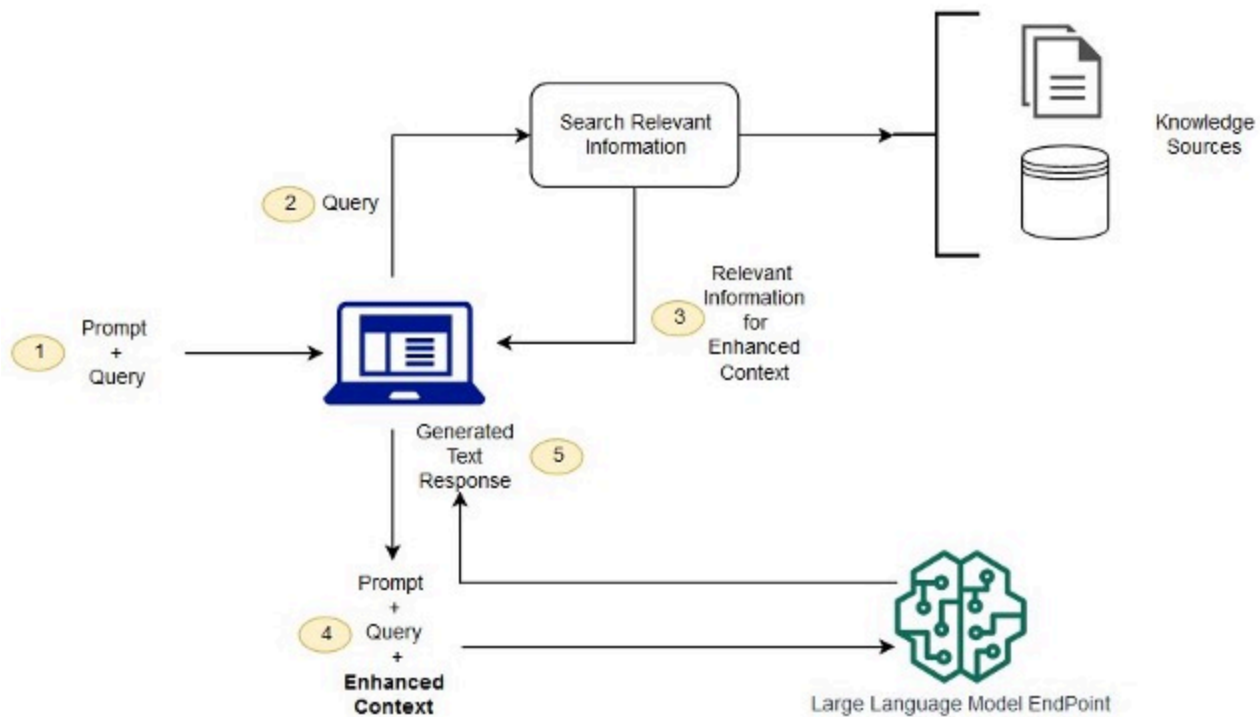 Search Relevant
Information
Knowledge
Sources
2 Query
Relevant
Information
for
Enhanced
Context
3
1
Prompt
+
Query
Generated
Text
Response
5
Prompt
+
Query
+
Enhanced
Context
4
Large Language Model EndPoint